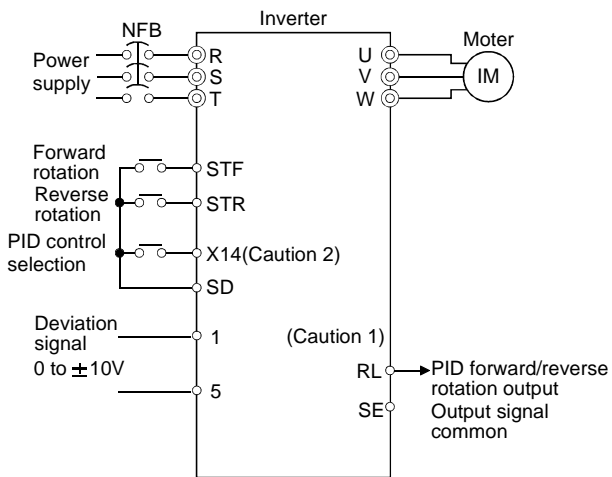 Inverter
NFB
Moter
Power
supply
R
S
T
U
V
W
IM
Forward
rotation
STF
Reverse
rotation
STR
PID control
selection
X14(Caution 2)
SD
Deviation
signal
0 to ±10V
1
5
(Caution 1)
RL
PID forward/reverse
rotation output
SE
Output signal
common